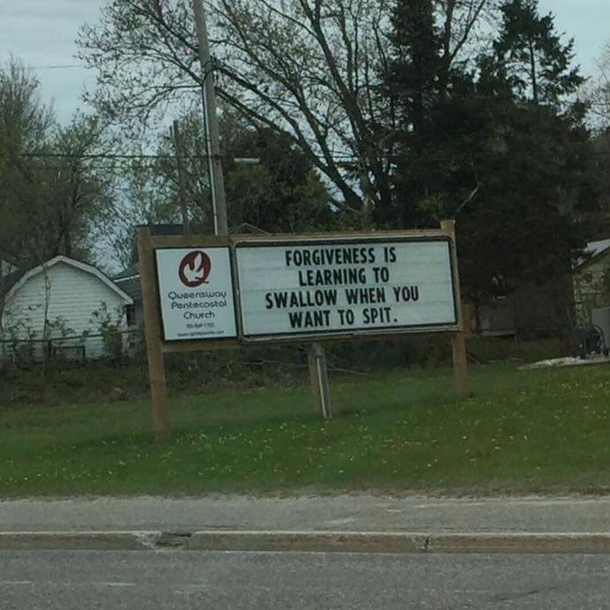 FORGIVENESS IS
LEARNING TO
SWALLOW WHEN YOU
WANT TO SPIT.
Queensway
Pentecostal
Church